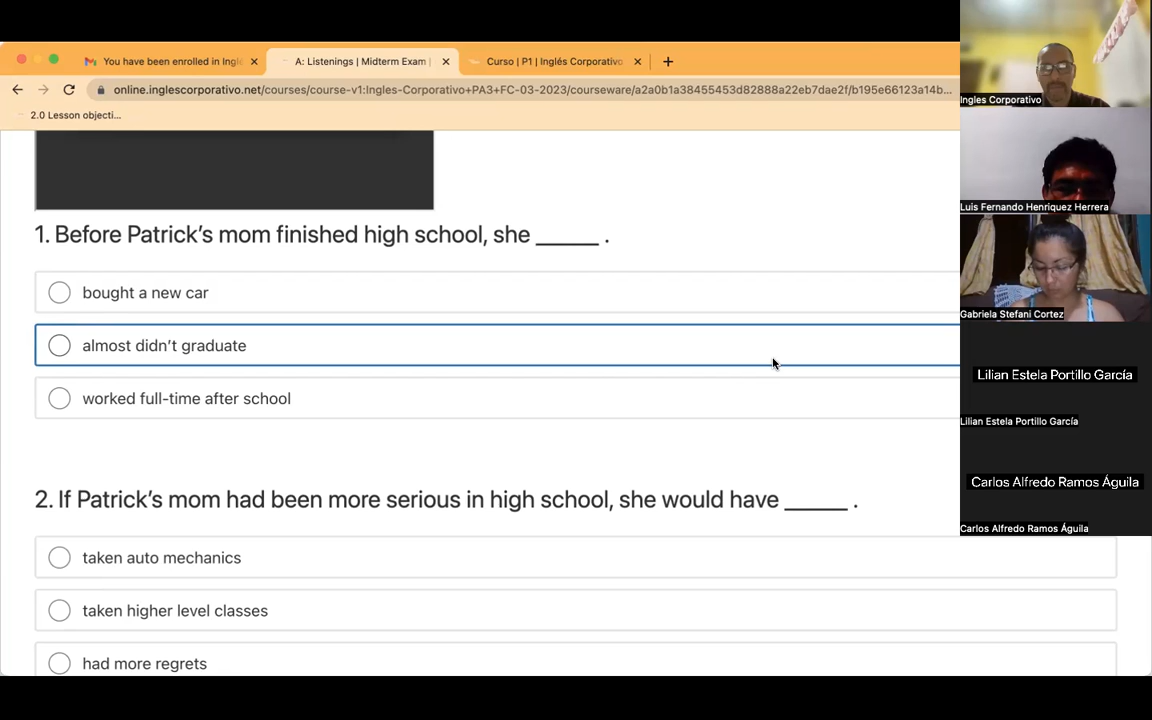 You have been enrolled in Inglé
A: Listenings | Midterm Exam |
Curso | P1 | Inglés Corporativo
online.inglescorporativo.net/courses/course-v1:Ingles-Corporativo+PA3+FC-03-2023/courseware/a2a0b1a38455453d82888a22eb7dae2f/b195e66123a14b...
2.0 Lesson objecti...
1. Before Patrick’s mom finished high school, she ______ .
bought a new car
almost didn’t graduate
worked full-time after school
2. If Patrick’s mom had been more serious in high school, she would have ______ .
taken auto mechanics
taken higher level classes
had more regrets
Ingles Corporativo
Luis Fernando Henriquez Herrera
Gabriela Stefani Cortez
Lilian Estela Portillo García
Lilian Estela Portillo García
Carlos Alfredo Ramos Águila
Carlos Alfredo Ramos Águila